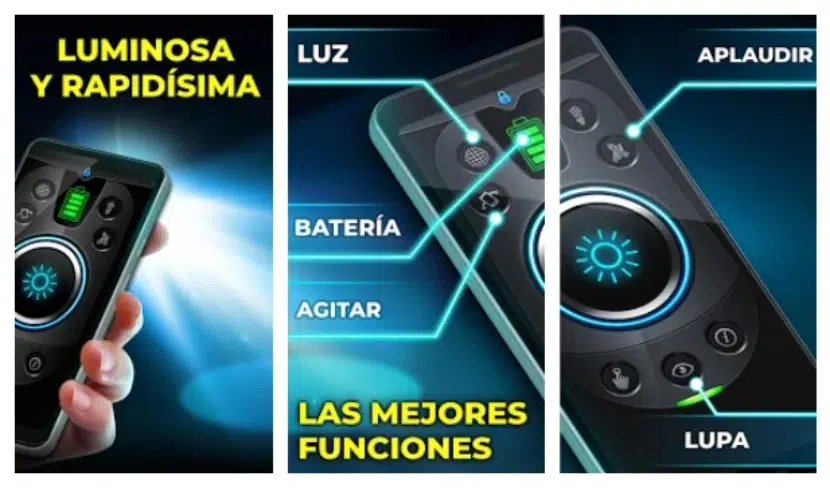 LUMINOSA
Y RAPIDÍSIMA
LUZ
BATERÍA
AGITAR
LAS MEJORES
FUNCIONES
APLAUDIR
LUPA